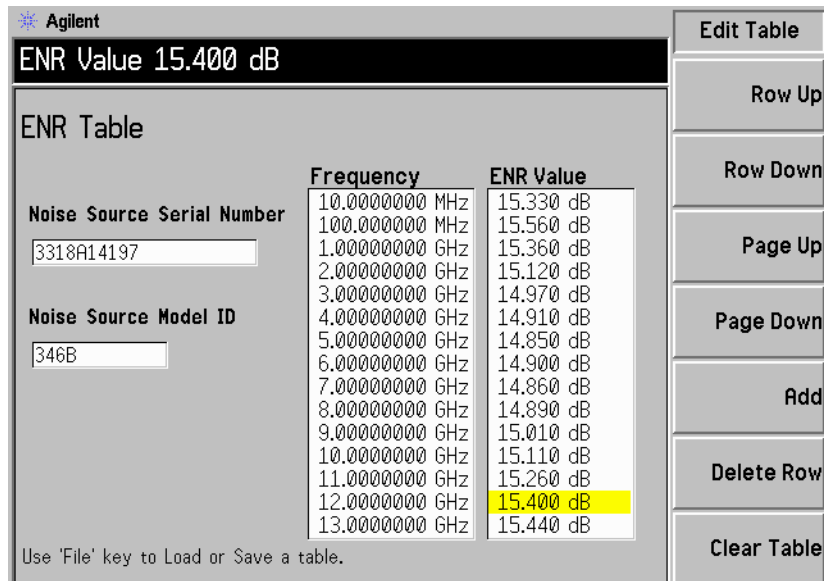 Agilent
ENR Value 15.400 dB
ENR Table
Noise Source Serial Number
3318A14197
Noise Source Model ID
346B
Frequency ENR Value
10.0000000 MHz 15.330 dB
100.000000 MHz 15.560 dB
1.00000000 GHz 15.360 dB
2.00000000 GHz 15.120 dB
3.00000000 GHz 14.970 dB
4.00000000 GHz 14.910 dB
5.00000000 GHz 14.850 dB
6.00000000 GHz 14.900 dB
7.00000000 GHz 14.860 dB
8.00000000 GHz 14.890 dB
9.00000000 GHz 15.010 dB
10.0000000 GHz 15.110 dB
11.0000000 GHz 15.260 dB
12.0000000 GHz 15.400 dB
13.0000000 GHz 15.440 dB
Use 'File' key to Load or Save a table.
Edit Table
Row Up
Row Down
Page Up
Page Down
Add
Delete Row
Clear Table